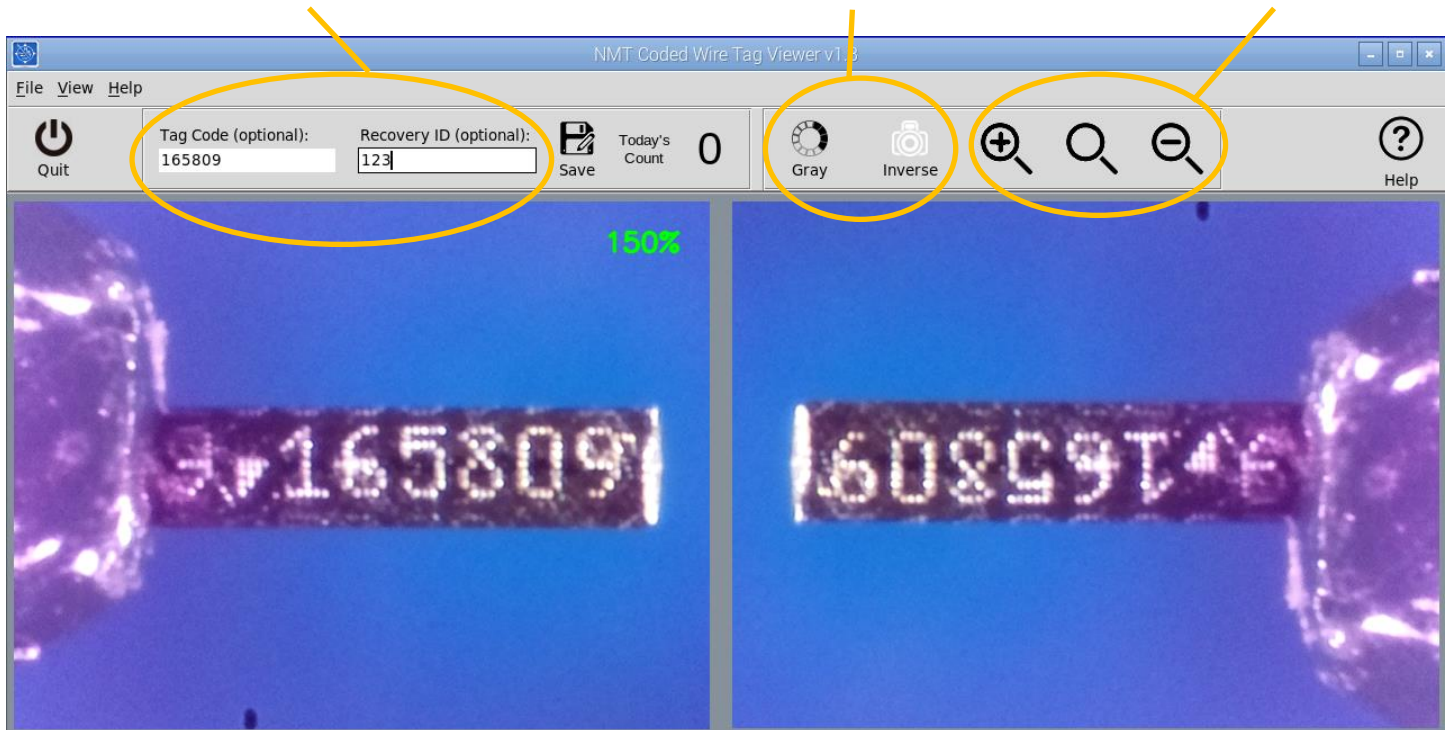 NMT Coded Wire Tag Viewer v1.3
File View Help
Tag Code (optional): Recovery ID (optional):
165809 123
Quit Save Today's Count 0 Gray Inverse Help
150%
165809
165809